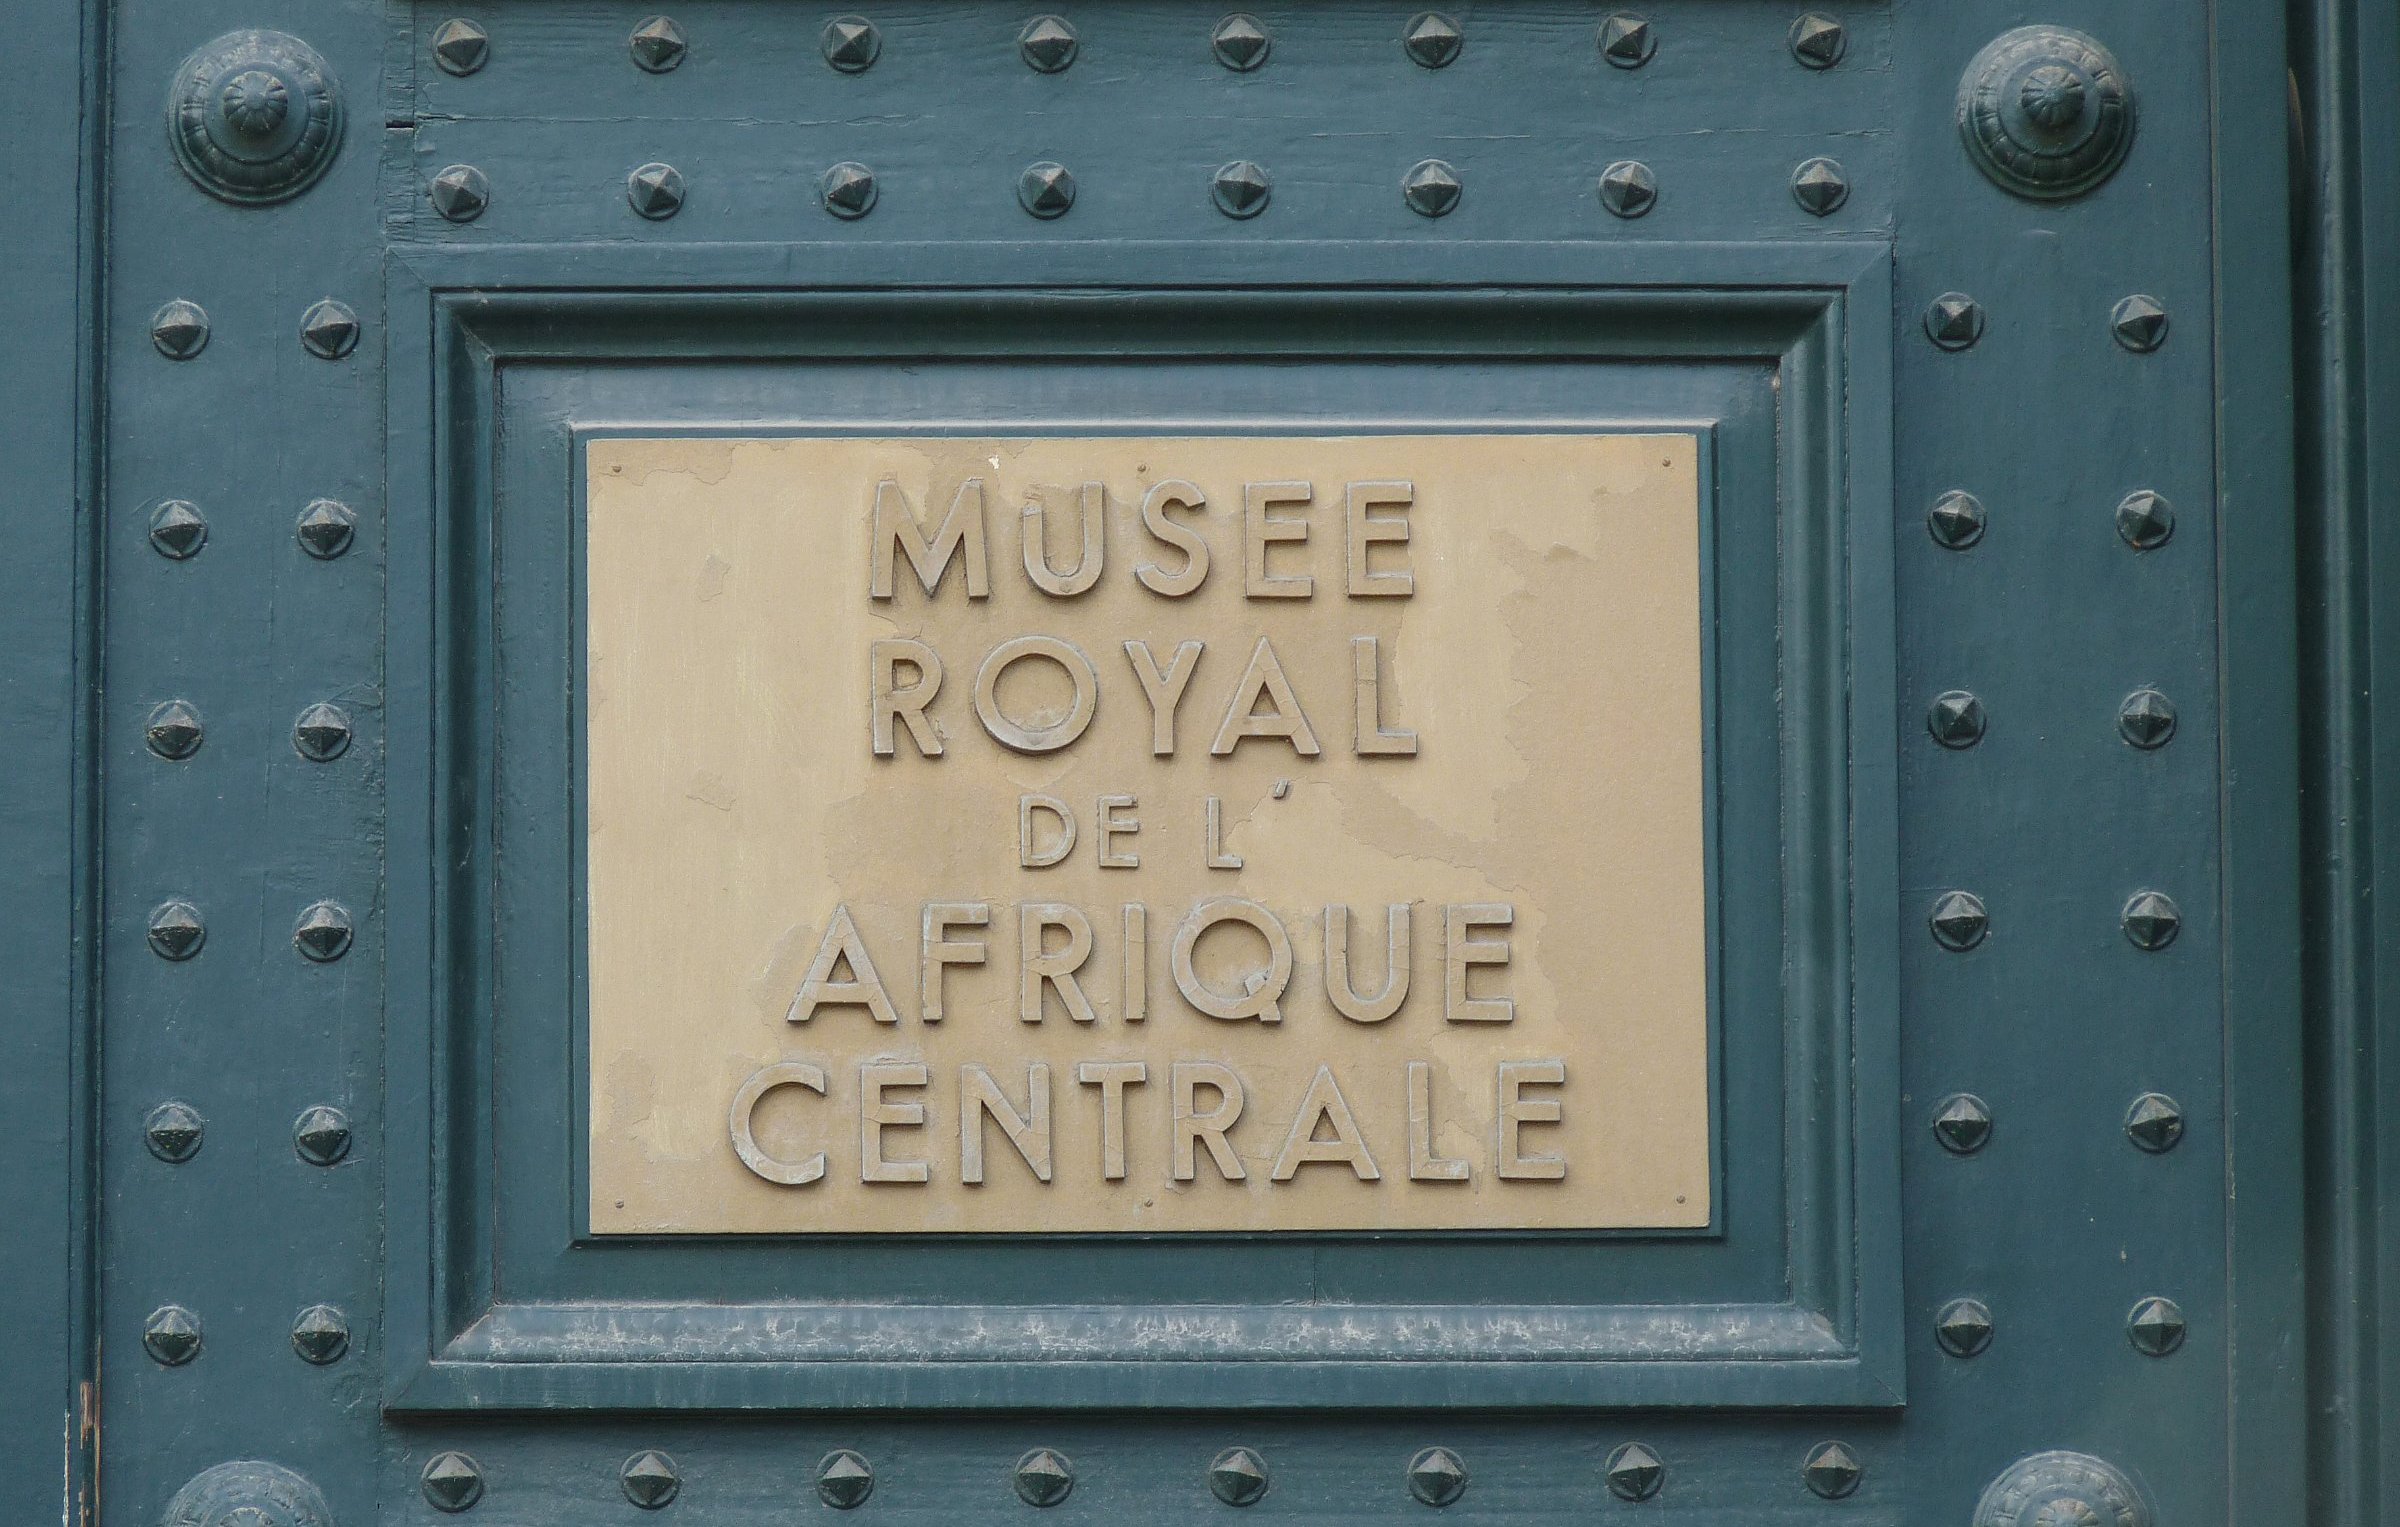 MUSEE
ROYAL
DE L'
AFRIQUE
CENTRALE